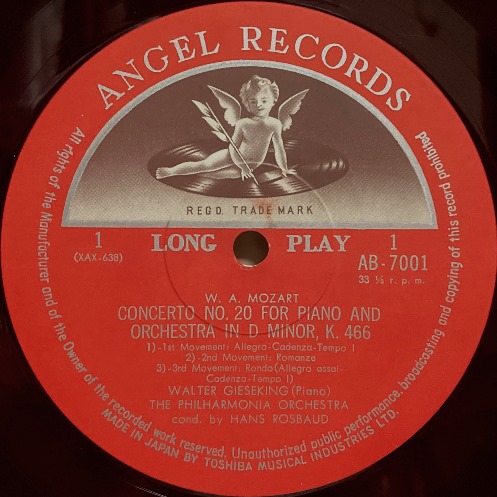 ANGEL RECORDS
REGD. TRADE MARK
1 LONG PLAY 1
(XAX-638) AB-7001
33 ⅓ r. p. m.
W. A. MOZART
CONCERTO NO. 20 FOR PIANO AND
ORCHESTRA IN D MINOR, K. 466
1)-1st Movement: Allegro-Cadenza-Tempo I
2)-2nd Movement: Romanze
3)-3rd Movement: Rondo(Allegro assai-
Cadenza-Tempo I)
WALTER GIESEKING (Piano)
THE PHILHARMONIA ORCHESTRA
cond. by HANS ROSBAUD
All rights of the Manufacturer and of the Owner of the recorded work reserved. Unauthorized public performance, broadcasting and copying of this record prohibited
MADE IN JAPAN BY TOSHIBA MUSICAL INDUSTRIES LTD.